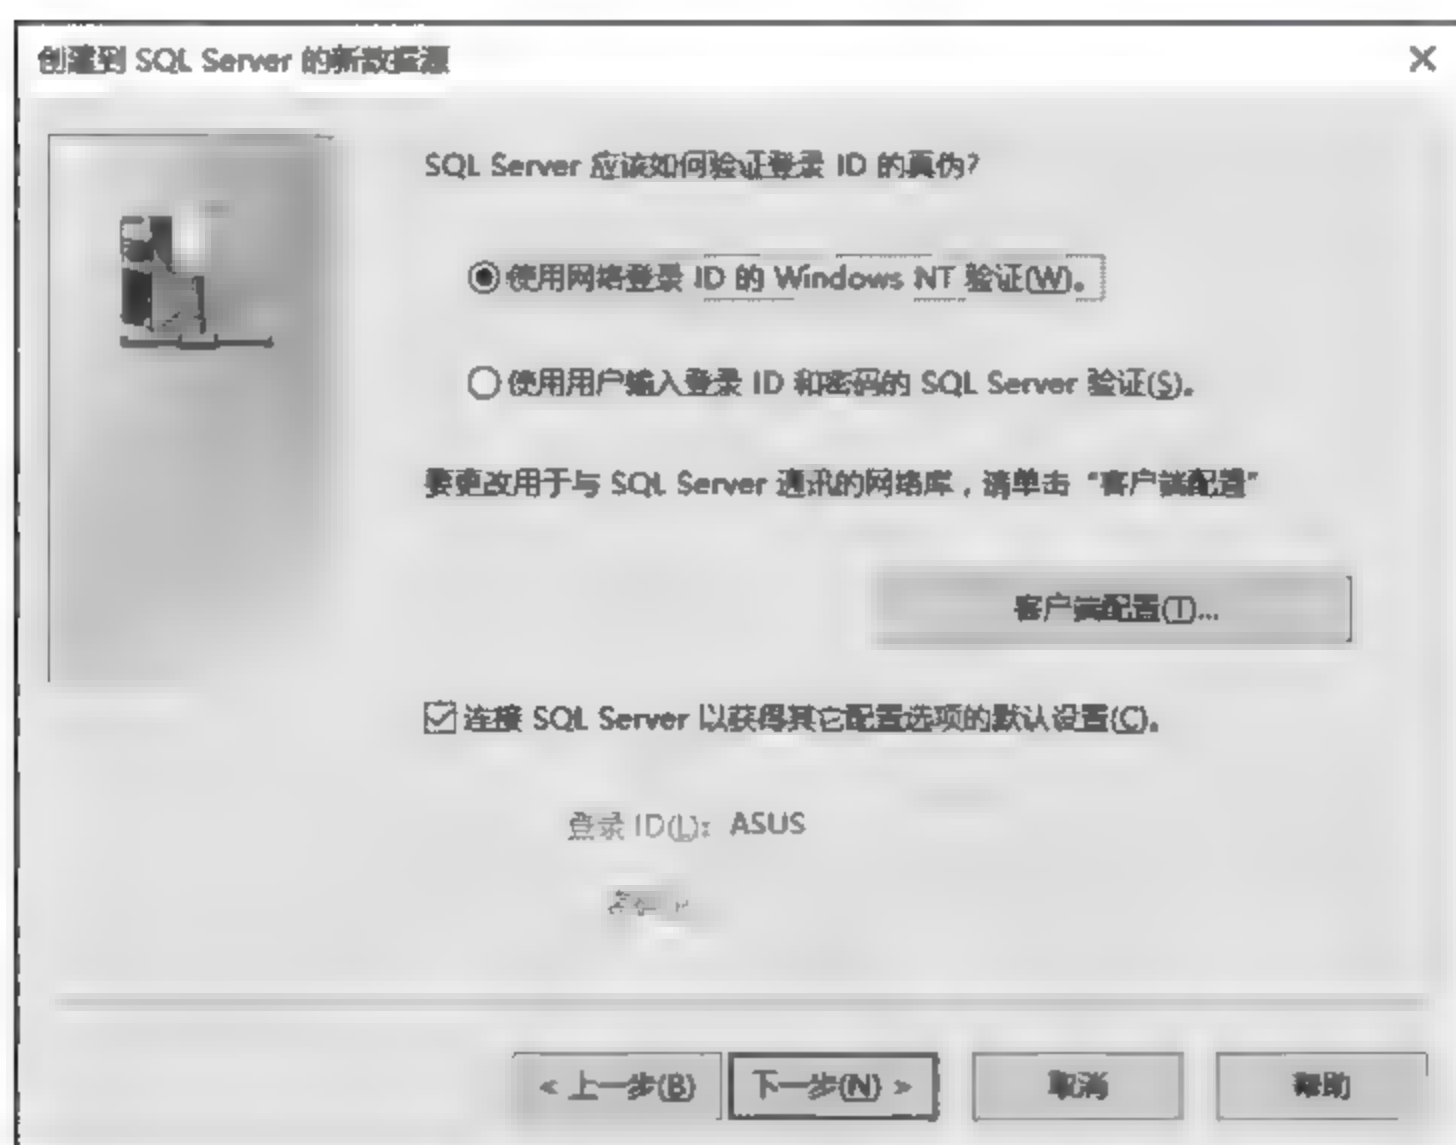 创建到 SQL Server 的新数据源
SQL Server 应该如何验证登录 ID 的真伪?
使用网络登录 ID 的 Windows NT 验证(W)。
使用用户输入登录 ID 和密码的 SQL Server 验证(S)。
要更改用于与 SQL Server 通讯的网络库，请单击“客户端配置”
客户端配置(T)...
连接 SQL Server 以获得其它配置选项的默认设置(C)。
登录 ID(L): ASUS
< 上一步(B) 下一步(N) > 取消 帮助